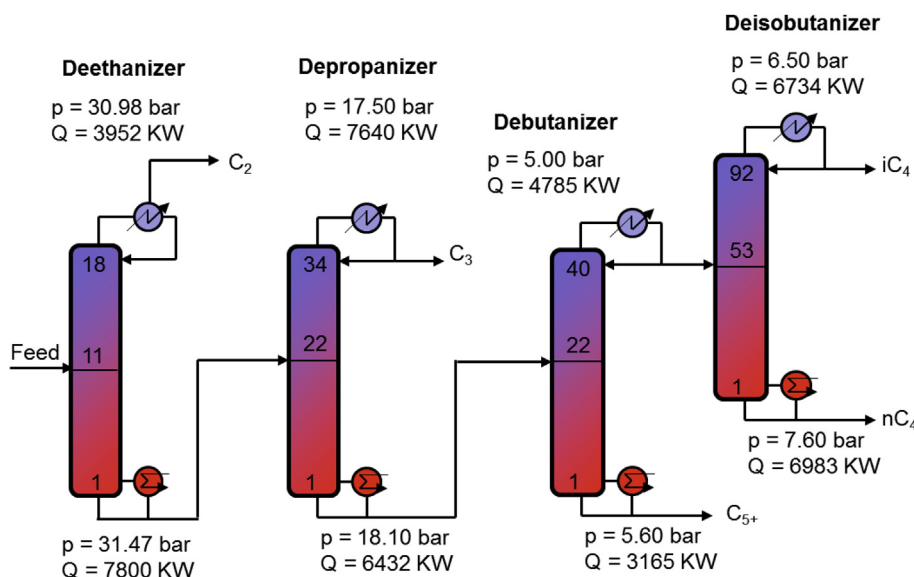 Deethanizer
p = 30.98 bar
Q = 3952 KW
C2
18
11
Feed
1
p = 31.47 bar
Q = 7800 KW
Depropanizer
p = 17.50 bar
Q = 7640 KW
34
C3
22
1
p = 18.10 bar
Q = 6432 KW
Debutanizer
p = 5.00 bar
Q = 4785 KW
40
22
1
C5+
p = 5.60 bar
Q = 3165 KW
Deisobutanizer
p = 6.50 bar
Q = 6734 KW
92
iC4
53
1
nC4
p = 7.60 bar
Q = 6983 KW